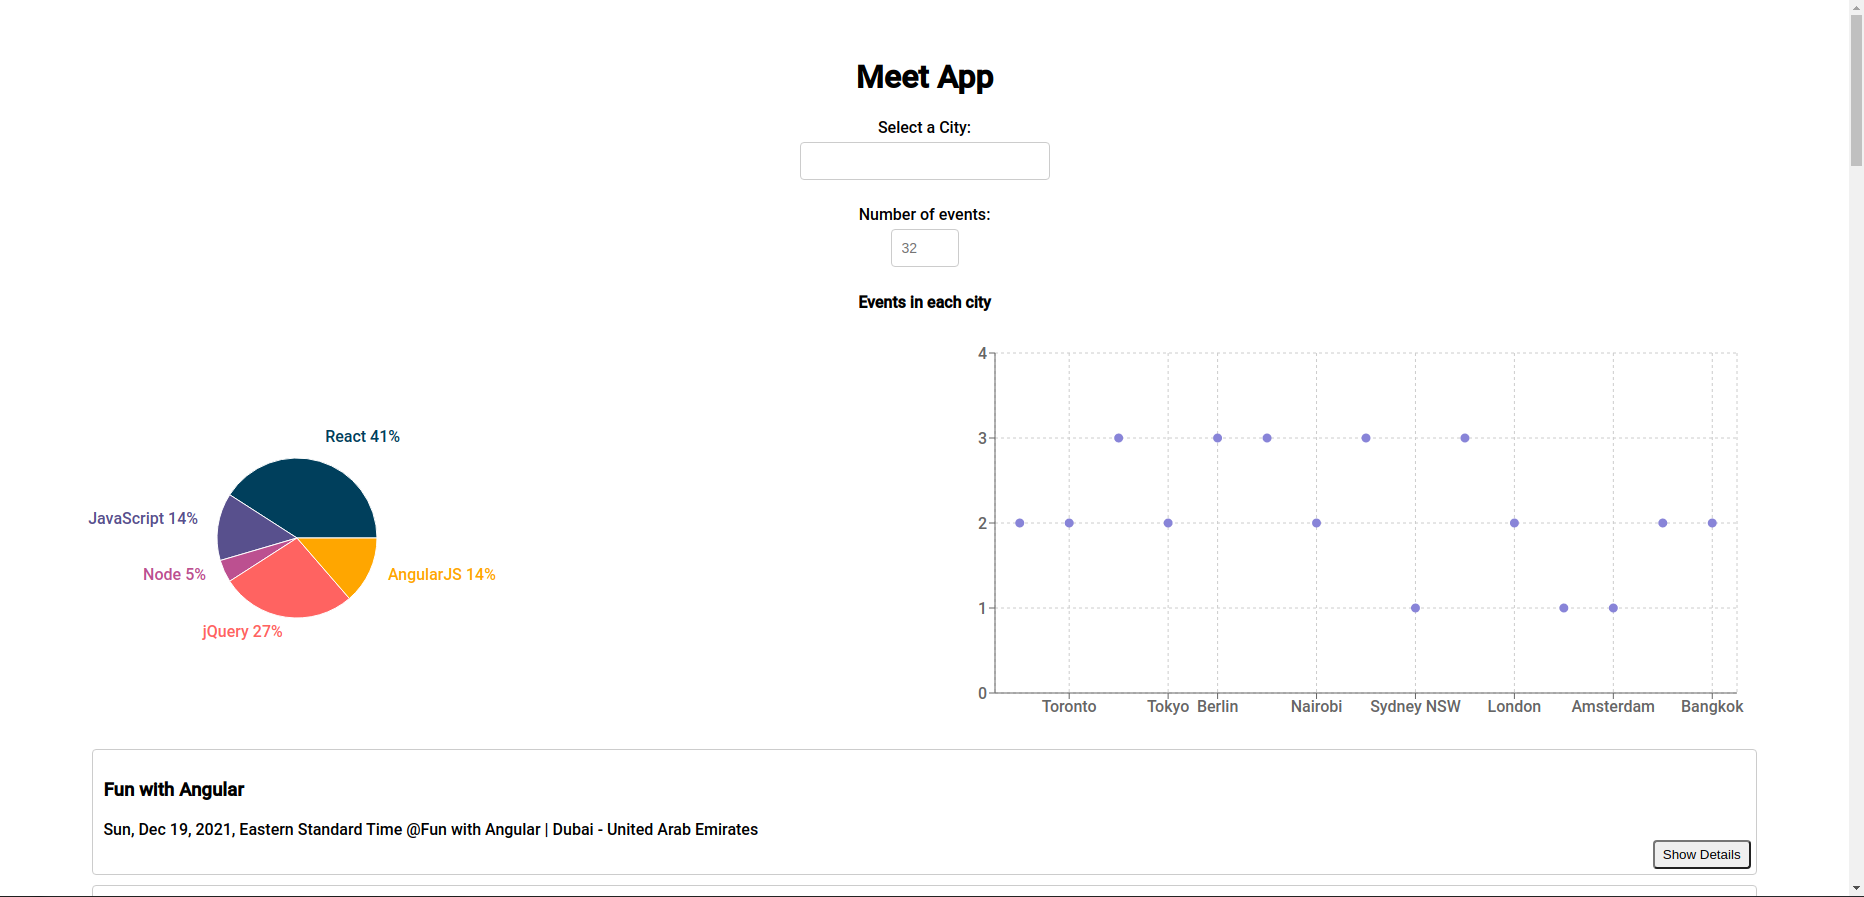 Meet App
Select a City:
Number of events:
32
Events in each city
React 41%
JavaScript 14%
Node 5%
AngularJS 14%
jQuery 27%
4
3
2
1
0
Toronto Tokyo Berlin Nairobi Sydney NSW London Amsterdam Bangkok
Fun with Angular
Sun, Dec 19, 2021, Eastern Standard Time @Fun with Angular | Dubai - United Arab Emirates
Show Details